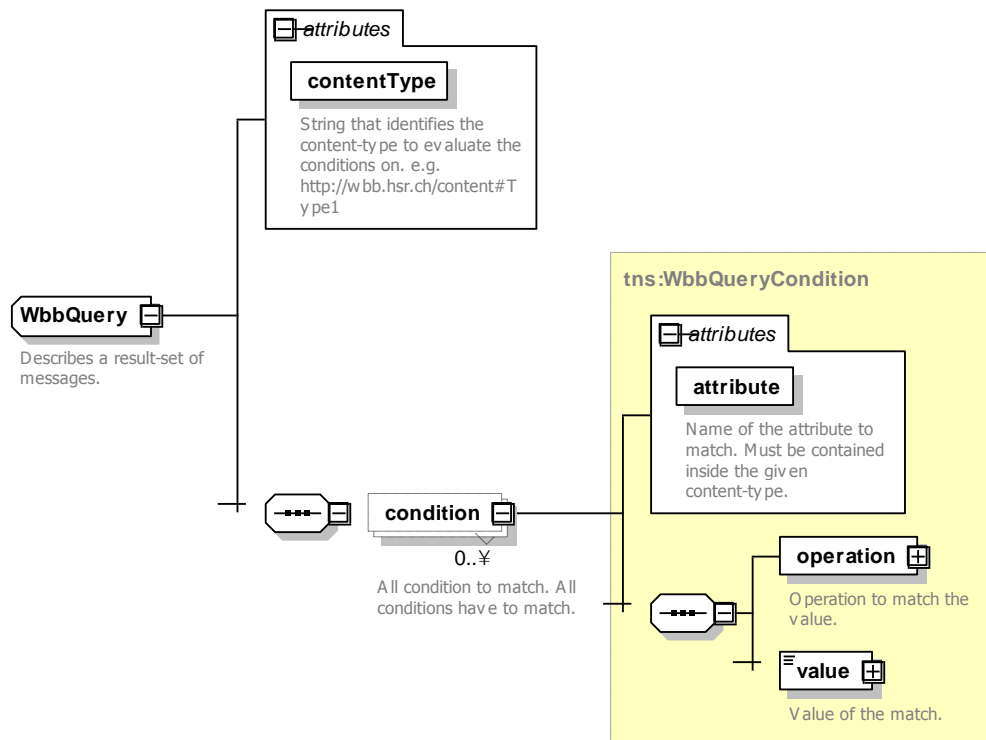 attributes
contentType
String that identifies the
content-type to evaluate the
conditions on. e.g.
http://wbb.hsr.ch/content#T
ype1
tns:WbbQueryCondition
WbbQuery
Describes a result-set of
messages.
attributes
attribute
Name of the attribute to
match. Must be contained
inside the given
content-type.
condition
0..¥
All condition to match. All
conditions have to match.
operation
Operation to match the
value.
value
Value of the match.